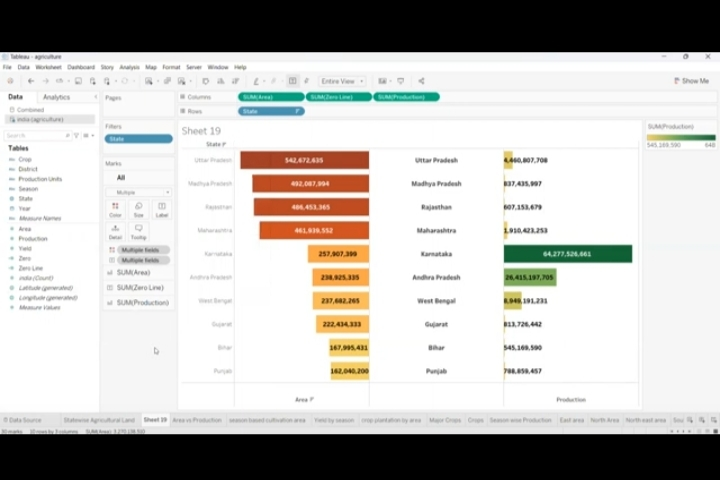 Tableau - agriculture
File Data Worksheet Dashboard Story Analysis Map Format Server Window Help
Entire View
Show Me
Data Analytics
Pages
Columns SUM(Area) SUM(Zero Line) SUM(Production)
Rows State
Combined
india (agriculture)
Search
Filters
State
Sheet 19
SUM(Production)
545,169,590 648
Tables
Crop
District
Production Units
Season
State
Year
Measure Names
Area
Production
Yield
Zero
Zero Line
india (Count)
Latitude (generated)
Longitude (generated)
Measure Values
Marks
All
Multiple
Color Size Label
Detail Tooltip
Multiple fields
Multiple fields
SUM(Area)
SUM(Zero Line)
SUM(Production)
State
Uttar Pradesh 542,672,635 Uttar Pradesh 4,460,807,708
Madhya Pradesh 492,087,994 Madhya Pradesh 837,435,997
Rajasthan 486,453,365 Rajasthan 607,153,679
Maharashtra 461,839,552 Maharashtra 1,910,423,253
Karnataka 257,907,399 Karnataka 64,277,526,661
Andhra Pradesh 238,925,335 Andhra Pradesh 26,415,197,705
West Bengal 237,682,265 West Bengal 8,949,191,231
Gujarat 222,434,333 Gujarat 813,726,442
Bihar 167,995,431 Bihar 545,169,590
Punjab 162,040,200 Punjab 788,859,457
Area Production
Data Source Statewise Agricultural Land Sheet 19 Area vs Production season based cultivation area Yield by season crop plantation by area Major Crops Crops Season wise Production East area North Area North east area Sou
30 marks 10 rows by 3 columns